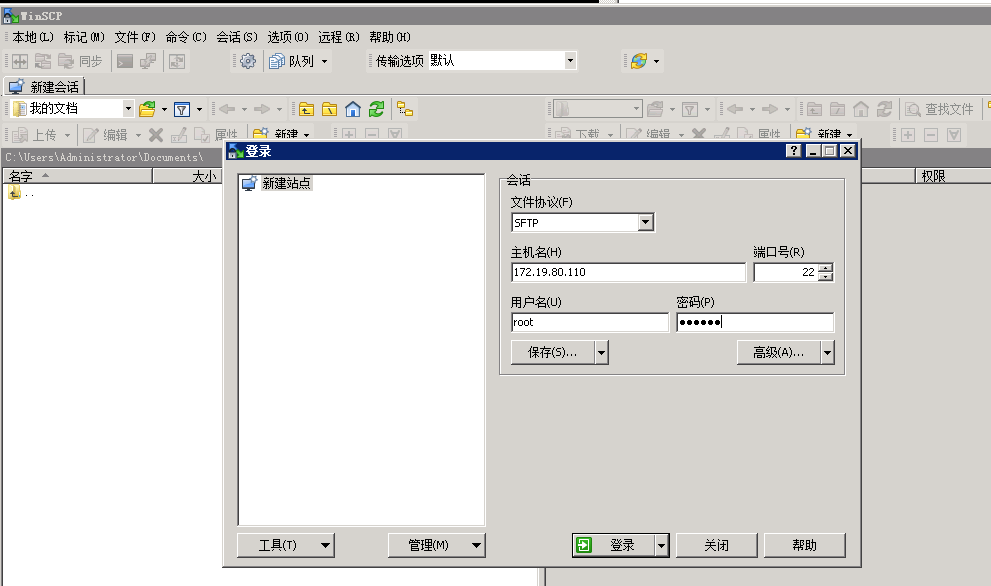 WinSCP
本地(L) 标记(M) 文件(F) 命令(C) 会话(S) 选项(O) 远程(R) 帮助(H)
同步 队列 传输选项 默认
新建会话
我的文档 查找文件
上传 编辑 属性 新建 下载 编辑 属性 新建
C:\Users\Administrator\Documents\
名字 大小 权限
..
登录
新建站点
会话
文件协议(F)
SFTP
主机名(H) 端口号(R)
172.19.80.110 22
用户名(U) 密码(P)
root ●●●●●●
保存(S)... 高级(A)...
工具(T) 管理(M) 登录 关闭 帮助